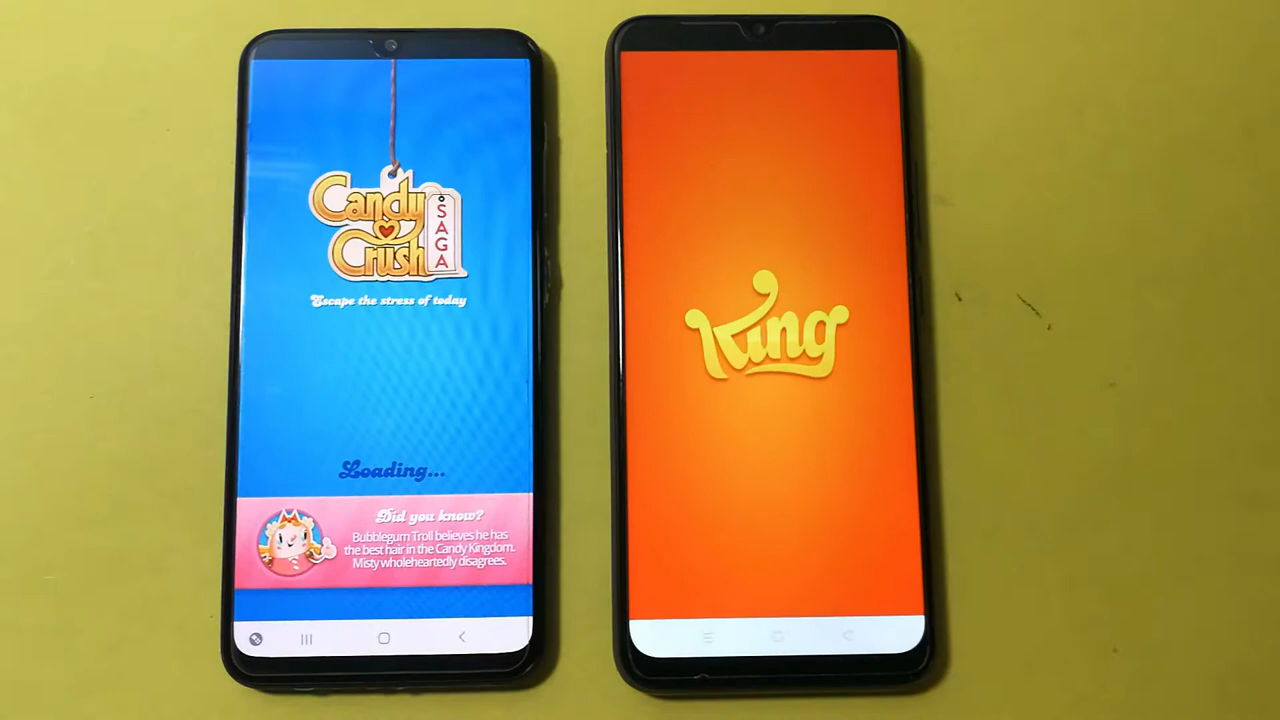 Candy
Crush
SAGA
Escape the stress of today
Loading...
Did you know?
Bubblegum Troll believes he has
the best hair in the Candy Kingdom.
Misty wholeheartedly disagrees.
King